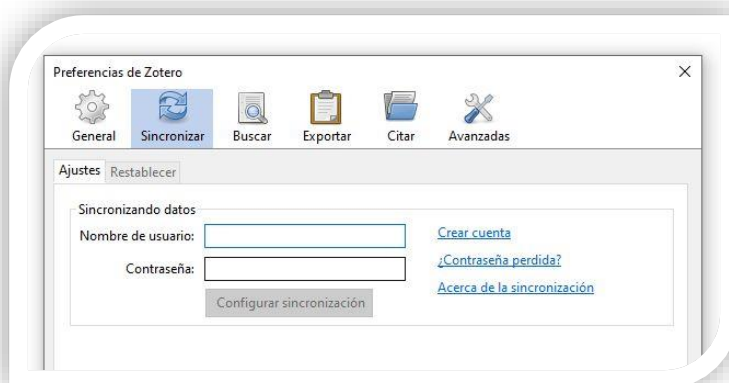 Preferencias de Zotero
General Sincronizar Buscar Exportar Citar Avanzadas
Ajustes Restablecer
Sincronizando datos
Nombre de usuario: Crear cuenta
¿Contraseña perdida?
Contraseña:
Acerca de la sincronización
Configurar sincronización